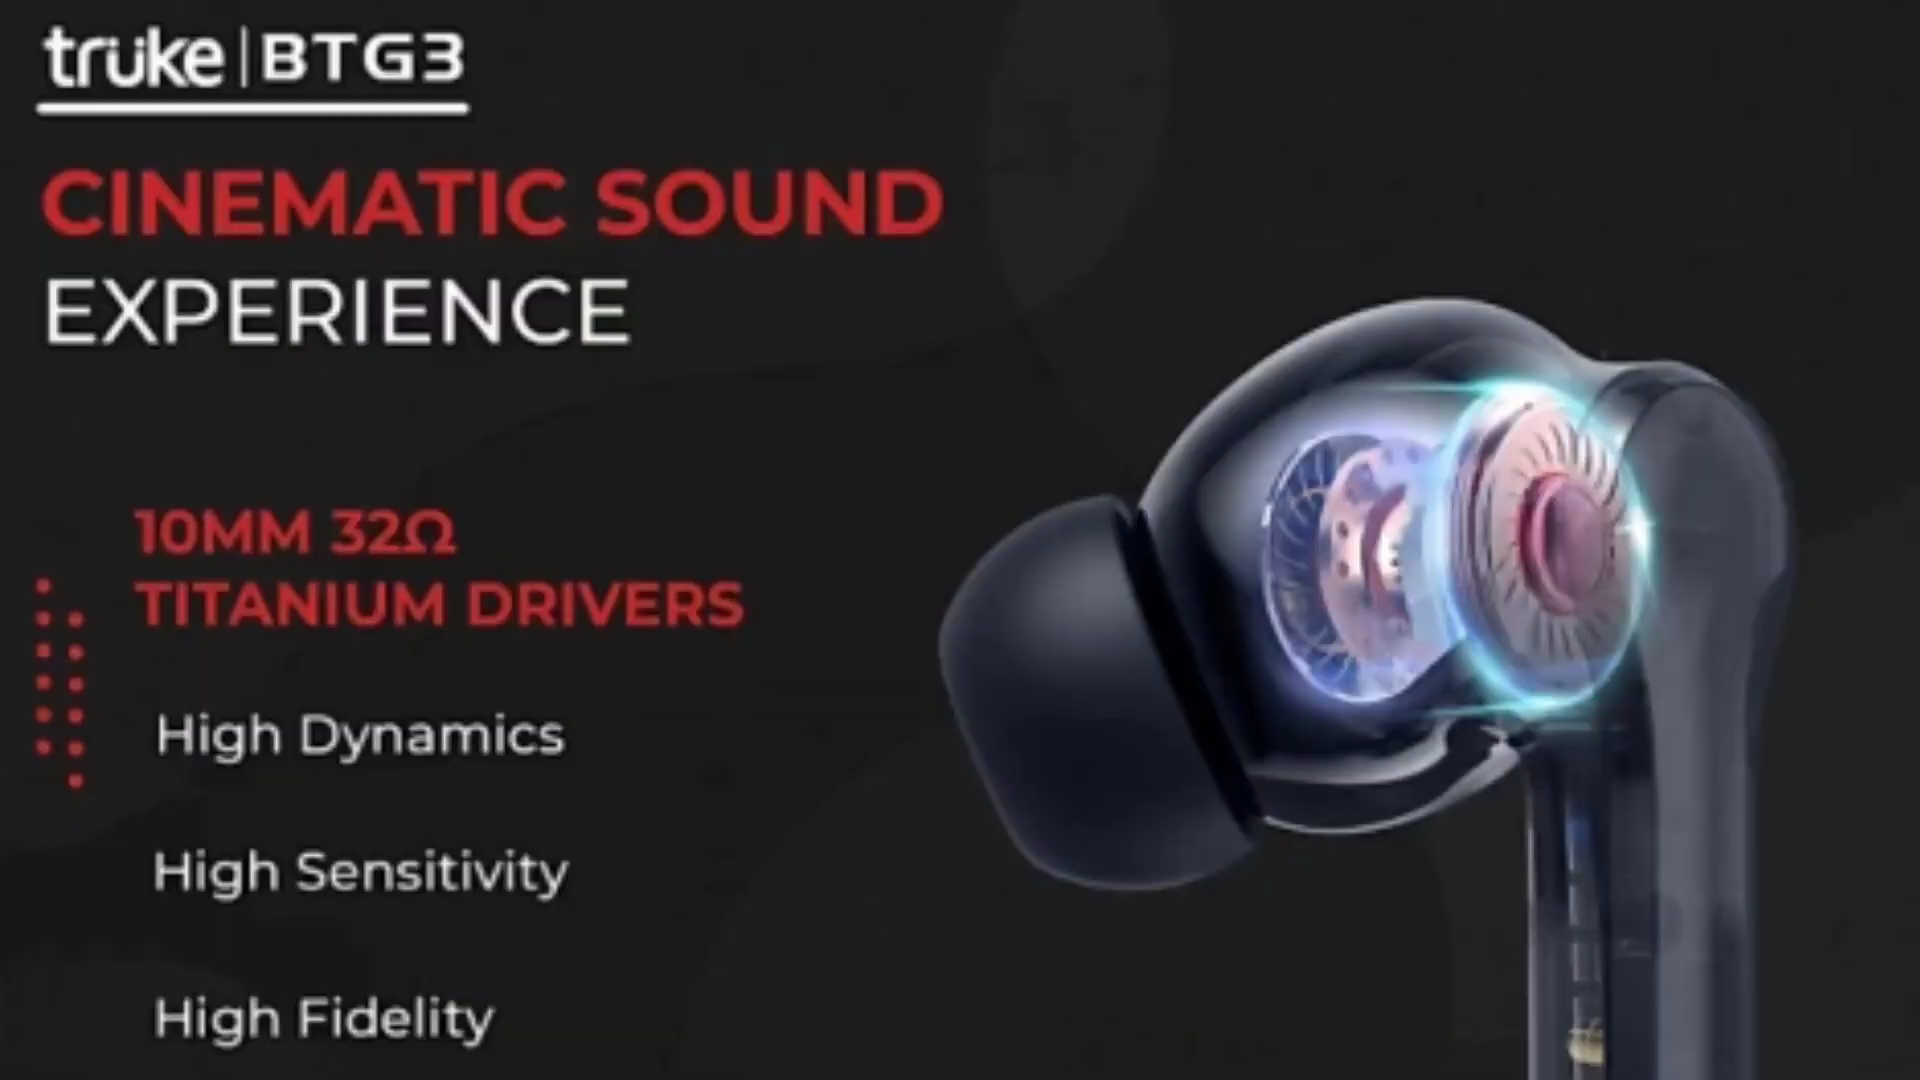 truke | BTG3
CINEMATIC SOUND
EXPERIENCE
10MM 32Ω
TITANIUM DRIVERS
High Dynamics
High Sensitivity
High Fidelity